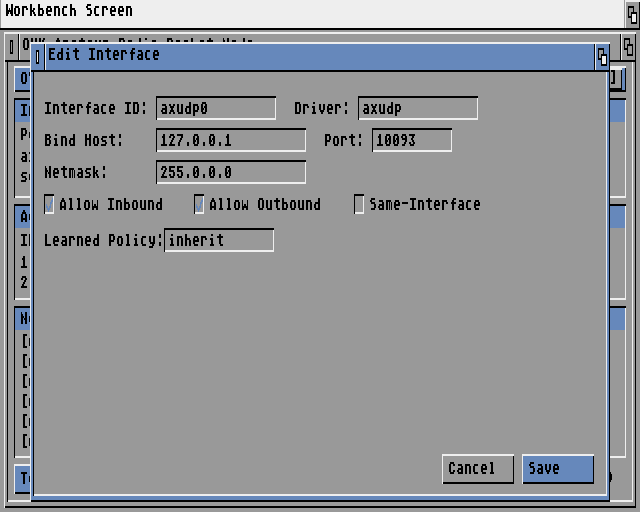 Workbench Screen
Edit Interface
Interface ID: axudp0 Driver: axudp
Bind Host: 127.0.0.1 Port: 10093
Netmask: 255.0.0.0
Allow Inbound Allow Outbound Same-Interface
Learned Policy: inherit
Cancel Save